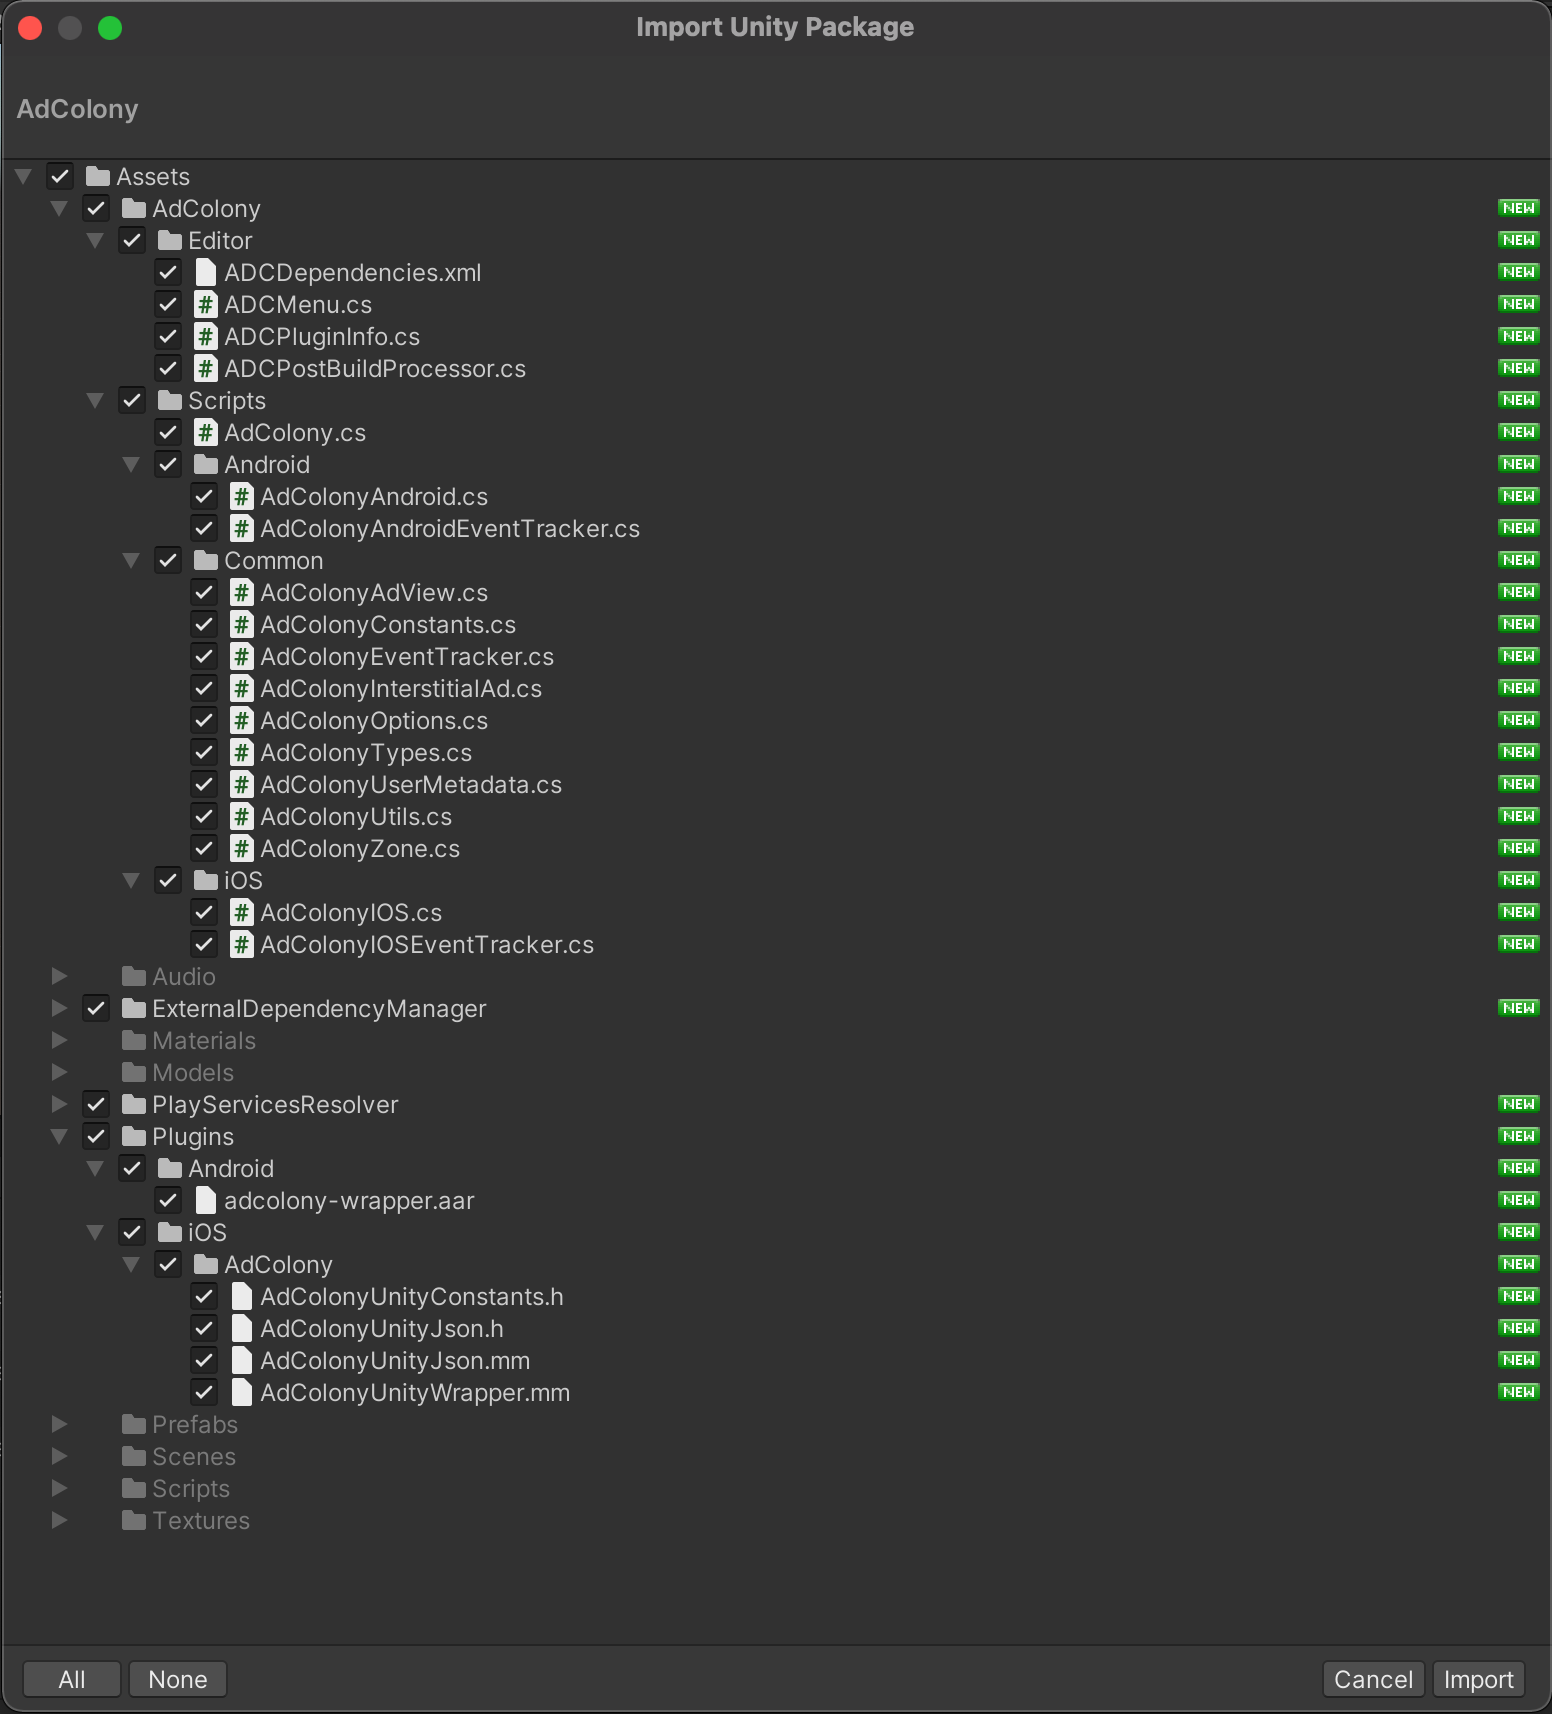 Import Unity Package
AdColony
Assets
AdColony NEW
Editor NEW
ADCDependencies.xml NEW
# ADCMenu.cs NEW
# ADCPluginInfo.cs NEW
# ADCPostBuildProcessor.cs NEW
Scripts NEW
# AdColony.cs NEW
Android NEW
# AdColonyAndroid.cs NEW
# AdColonyAndroidEventTracker.cs NEW
Common NEW
# AdColonyAdView.cs NEW
# AdColonyConstants.cs NEW
# AdColonyEventTracker.cs NEW
# AdColonyInterstitialAd.cs NEW
# AdColonyOptions.cs NEW
# AdColonyTypes.cs NEW
# AdColonyUserMetadata.cs NEW
# AdColonyUtils.cs NEW
# AdColonyZone.cs NEW
iOS NEW
# AdColonyIOS.cs NEW
# AdColonyIOSEventTracker.cs NEW
Audio
ExternalDependencyManager NEW
Materials
Models
PlayServicesResolver NEW
Plugins NEW
Android NEW
adcolony-wrapper.aar NEW
iOS NEW
AdColony NEW
AdColonyUnityConstants.h NEW
AdColonyUnityJson.h NEW
AdColonyUnityJson.mm NEW
AdColonyUnityWrapper.mm NEW
Prefabs
Scenes
Scripts
Textures
All None Cancel Import